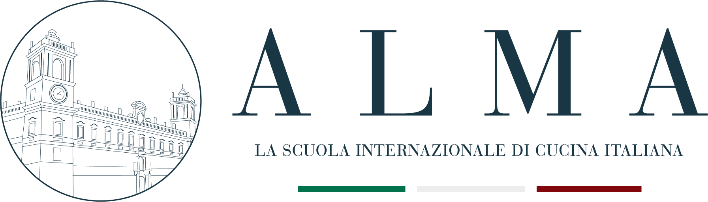 ALMA
LA SCUOLA INTERNAZIONALE DI CUCINA ITALIANA